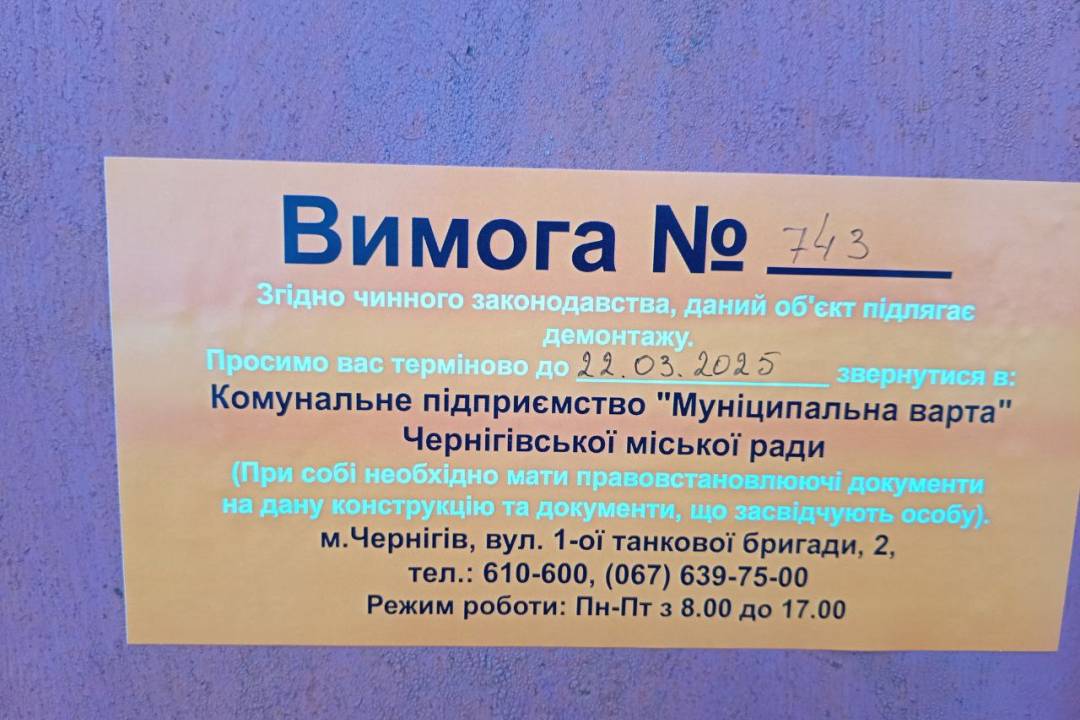 Вимога № 743
Згідно чинного законодавства, даний об'єкт підлягає
демонтажу.
Просимо вас терміново до 22.03.2025 звернутися в:
Комунальне підприємство "Муніципальна варта"
Чернігівської міської ради
(При собі необхідно мати правовстановлюючі документи
на дану конструкцію та документи, що засвідчують особу).
м.Чернігів, вул. 1-ої танкової бригади, 2,
тел.: 610-600, (067) 639-75-00
Режим роботи: Пн-Пт з 8.00 до 17.00